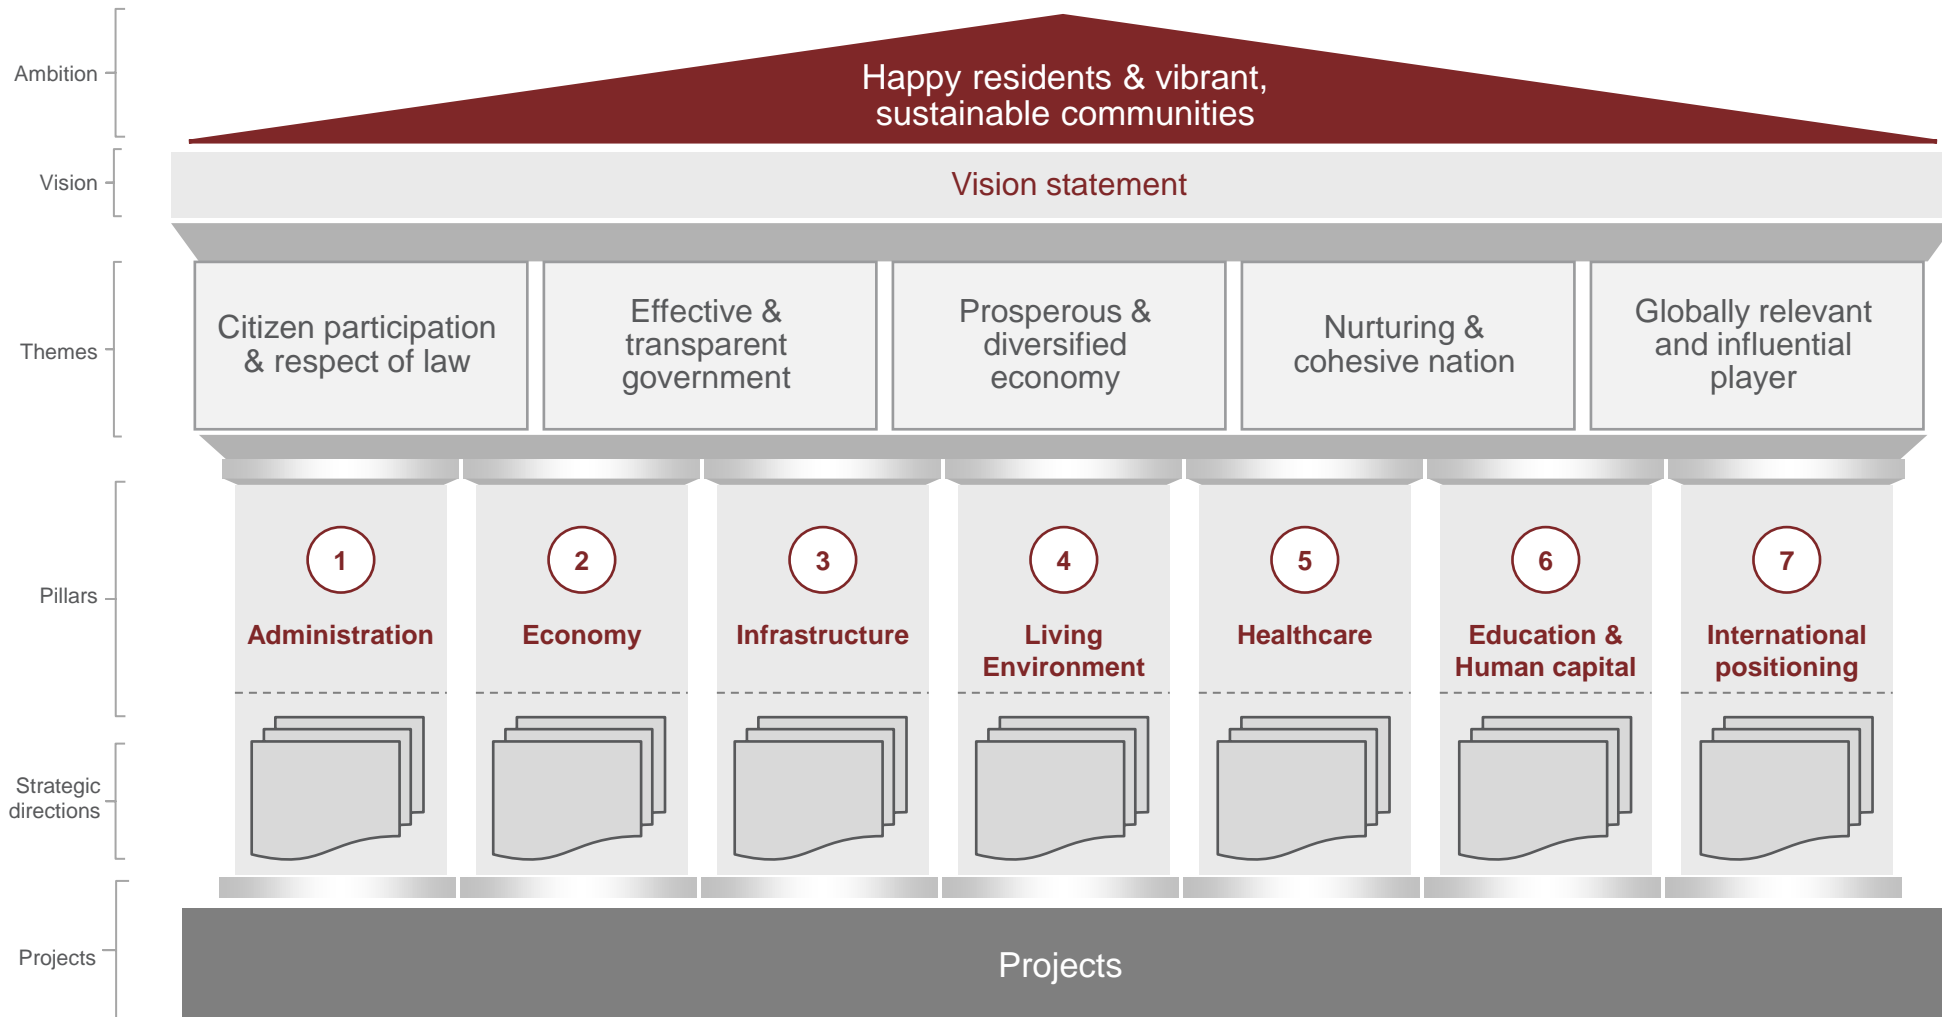 Ambition
Happy residents & vibrant,
sustainable communities
Vision
Vision statement
Themes
Citizen participation
& respect of law
Effective &
transparent
government
Prosperous &
diversified
economy
Nurturing &
cohesive nation
Globally relevant
and influential
player
Pillars
1
Administration
2
Economy
3
Infrastructure
4
Living
Environment
5
Healthcare
6
Education &
Human capital
7
International
positioning
Strategic
directions
Projects
Projects